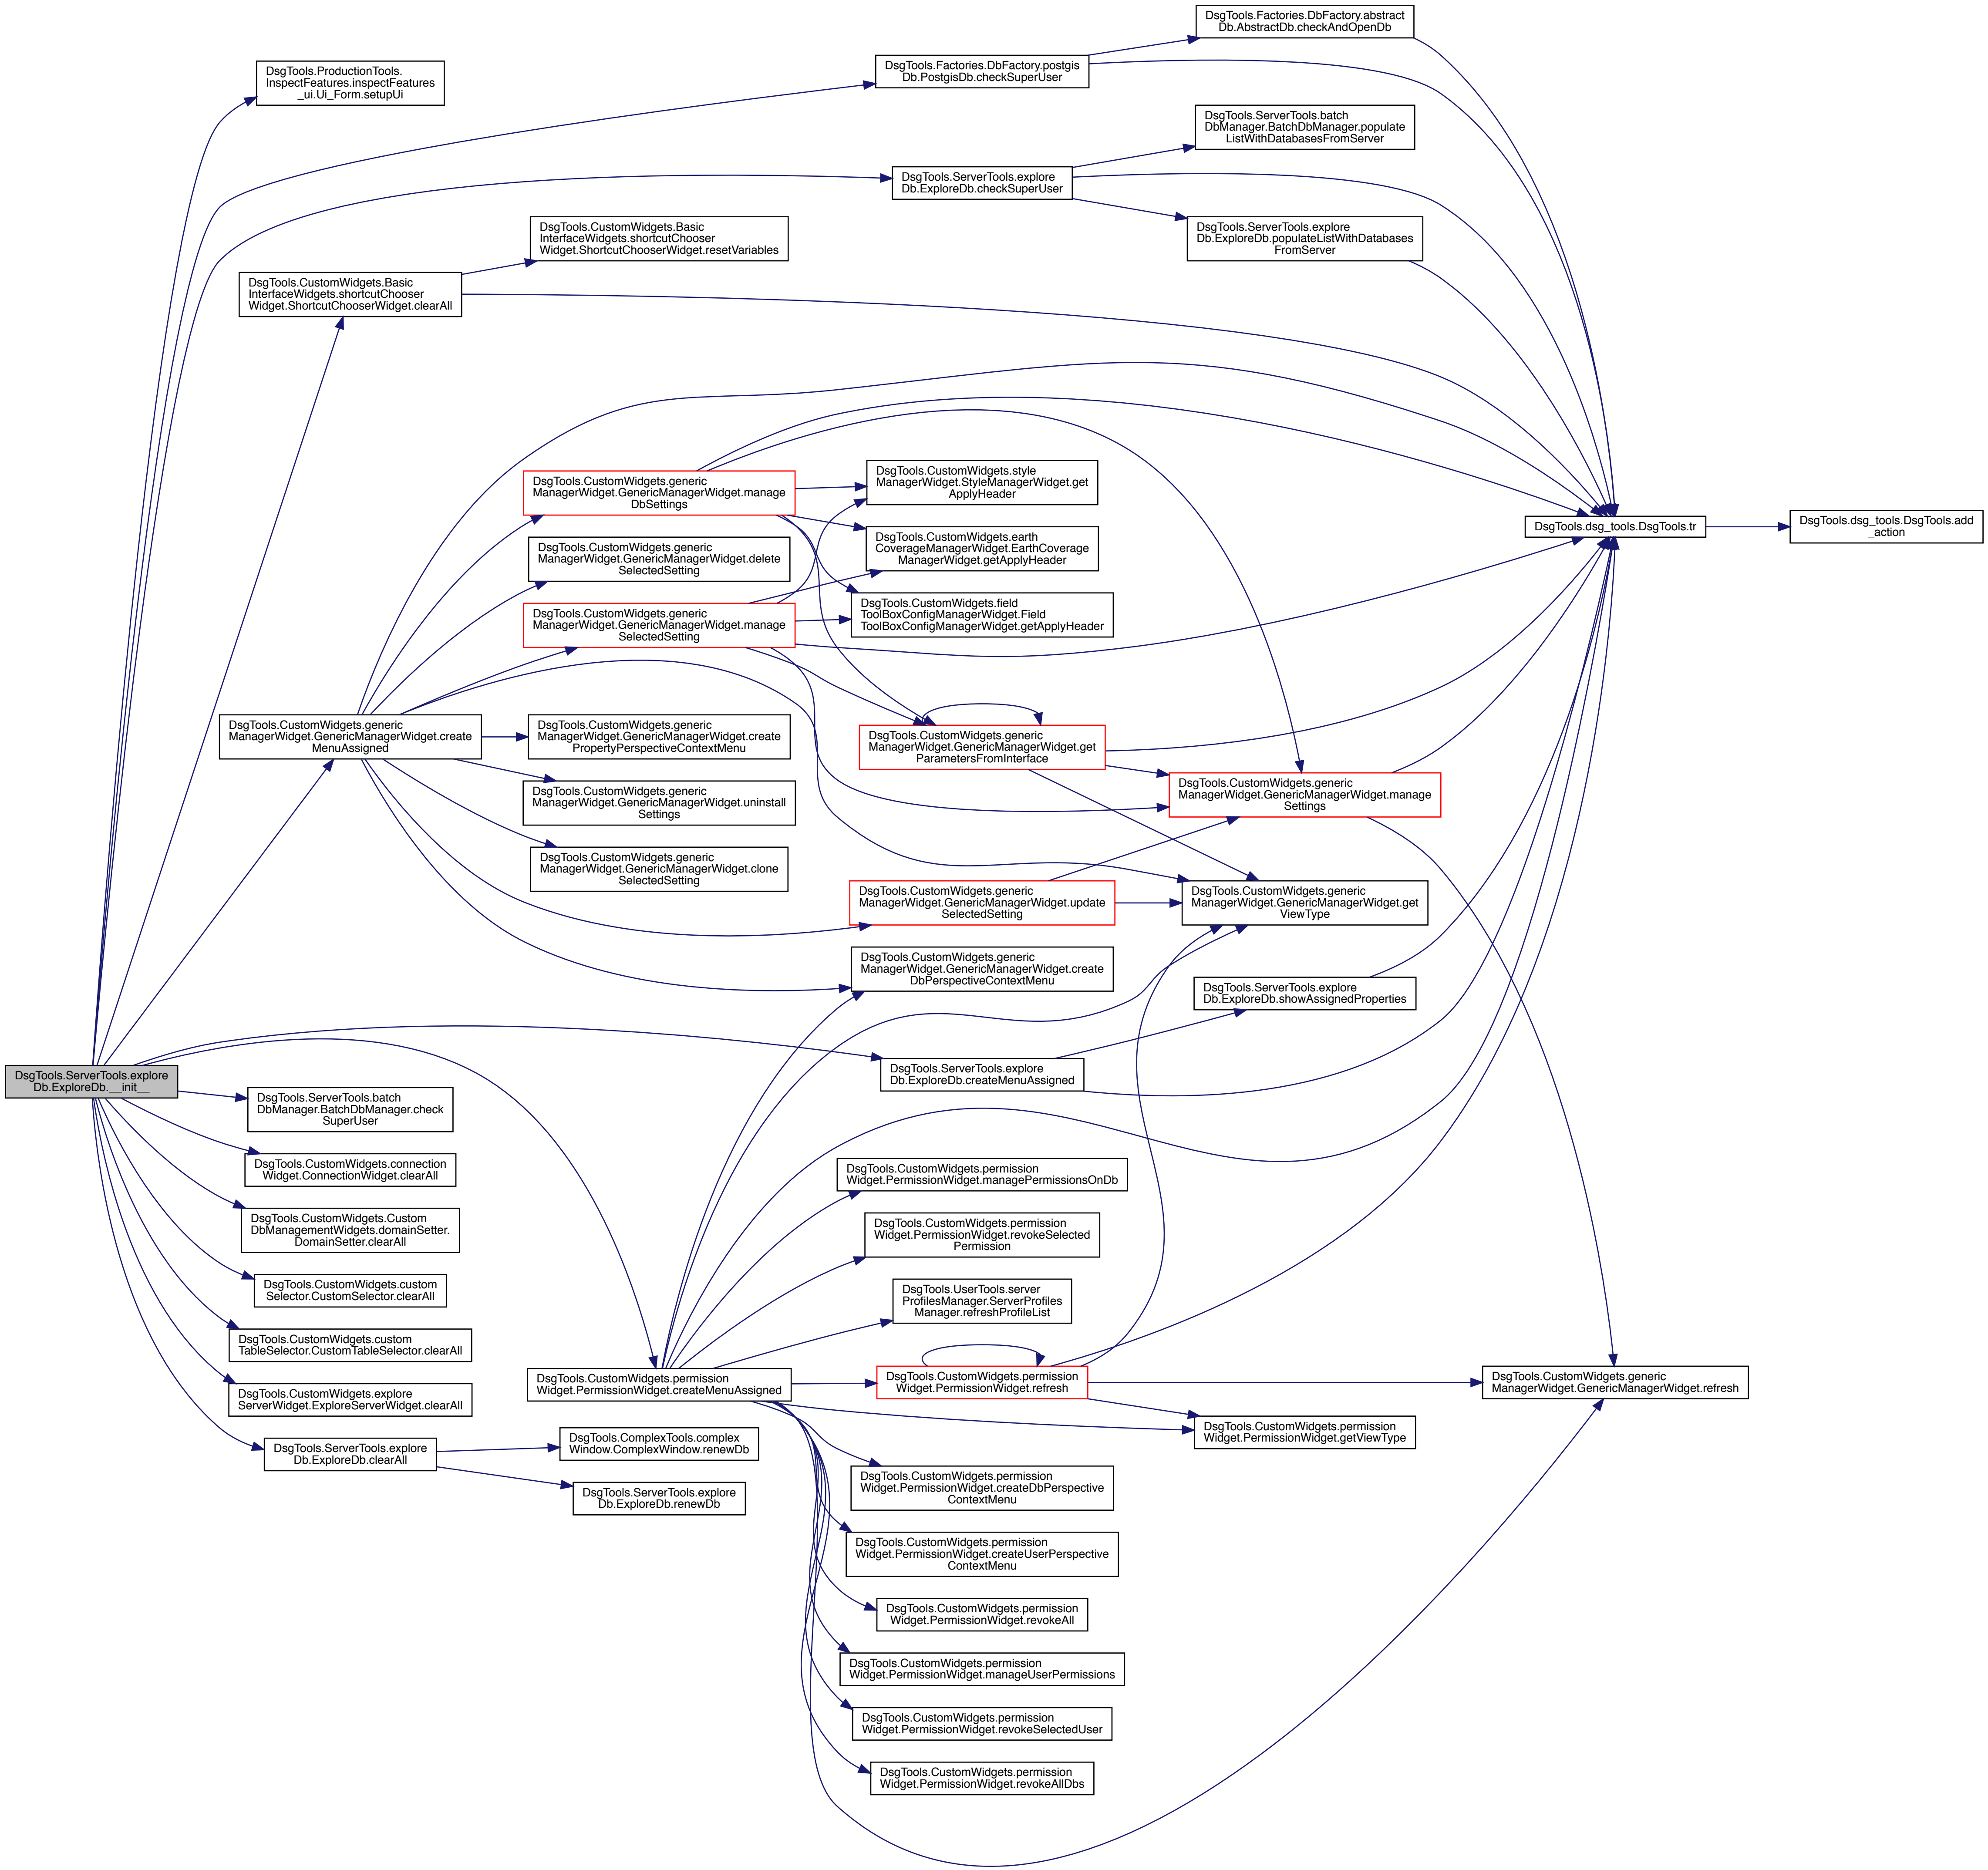 DsgTools.Factories.DbFactory.abstract
Db.AbstractDb.checkAndOpenDb
DsgTools.ProductionTools.
InspectFeatures.inspectFeatures
_ui.Ui_Form.setupUi
DsgTools.Factories.DbFactory.postgis
Db.PostgisDb.checkSuperUser
DsgTools.ServerTools.batch
DbManager.BatchDbManager.populate
ListWithDatabasesFromServer
DsgTools.ServerTools.explore
Db.ExploreDb.checkSuperUser
DsgTools.ServerTools.explore
Db.ExploreDb.populateListWithDatabases
FromServer
DsgTools.CustomWidgets.Basic
InterfaceWidgets.shortcutChooser
Widget.ShortcutChooserWidget.resetVariables
DsgTools.CustomWidgets.Basic
InterfaceWidgets.shortcutChooser
Widget.ShortcutChooserWidget.clearAll
DsgTools.CustomWidgets.generic
ManagerWidget.GenericManagerWidget.manage
DbSettings
DsgTools.CustomWidgets.style
ManagerWidget.StyleManagerWidget.get
ApplyHeader
DsgTools.dsg_tools.DsgTools.tr
DsgTools.dsg_tools.DsgTools.add
_action
DsgTools.CustomWidgets.earth
CoverageManagerWidget.EarthCoverage
ManagerWidget.getApplyHeader
DsgTools.CustomWidgets.generic
ManagerWidget.GenericManagerWidget.delete
SelectedSetting
DsgTools.CustomWidgets.field
ToolBoxConfigManagerWidget.Field
ToolBoxConfigManagerWidget.getApplyHeader
DsgTools.CustomWidgets.generic
ManagerWidget.GenericManagerWidget.manage
SelectedSetting
DsgTools.CustomWidgets.generic
ManagerWidget.GenericManagerWidget.create
MenuAssigned
DsgTools.CustomWidgets.generic
ManagerWidget.GenericManagerWidget.create
PropertyPerspectiveContextMenu
DsgTools.CustomWidgets.generic
ManagerWidget.GenericManagerWidget.get
ParametersFromInterface
DsgTools.CustomWidgets.generic
ManagerWidget.GenericManagerWidget.manage
Settings
DsgTools.CustomWidgets.generic
ManagerWidget.GenericManagerWidget.uninstall
Settings
DsgTools.CustomWidgets.generic
ManagerWidget.GenericManagerWidget.clone
SelectedSetting
DsgTools.CustomWidgets.generic
ManagerWidget.GenericManagerWidget.update
SelectedSetting
DsgTools.CustomWidgets.generic
ManagerWidget.GenericManagerWidget.get
ViewType
DsgTools.CustomWidgets.generic
ManagerWidget.GenericManagerWidget.create
DbPerspectiveContextMenu
DsgTools.ServerTools.explore
Db.ExploreDb.showAssignedProperties
DsgTools.ServerTools.explore
Db.ExploreDb.__init__
DsgTools.ServerTools.explore
Db.ExploreDb.createMenuAssigned
DsgTools.ServerTools.batch
DbManager.BatchDbManager.check
SuperUser
DsgTools.CustomWidgets.connection
Widget.ConnectionWidget.clearAll
DsgTools.CustomWidgets.permission
Widget.PermissionWidget.managePermissionsOnDb
DsgTools.CustomWidgets.Custom
DbManagementWidgets.domainSetter.
DomainSetter.clearAll
DsgTools.CustomWidgets.permission
Widget.PermissionWidget.revokeSelected
Permission
DsgTools.CustomWidgets.custom
Selector.CustomSelector.clearAll
DsgTools.UserTools.server
ProfilesManager.ServerProfiles
Manager.refreshProfileList
DsgTools.CustomWidgets.custom
TableSelector.CustomTableSelector.clearAll
DsgTools.CustomWidgets.explore
ServerWidget.ExploreServerWidget.clearAll
DsgTools.CustomWidgets.permission
Widget.PermissionWidget.createMenuAssigned
DsgTools.CustomWidgets.permission
Widget.PermissionWidget.refresh
DsgTools.CustomWidgets.generic
ManagerWidget.GenericManagerWidget.refresh
DsgTools.CustomWidgets.permission
Widget.PermissionWidget.getViewType
DsgTools.ServerTools.explore
Db.ExploreDb.clearAll
DsgTools.ComplexTools.complex
Window.ComplexWindow.renewDb
DsgTools.ServerTools.explore
Db.ExploreDb.renewDb
DsgTools.CustomWidgets.permission
Widget.PermissionWidget.createDbPerspective
ContextMenu
DsgTools.CustomWidgets.permission
Widget.PermissionWidget.createUserPerspective
ContextMenu
DsgTools.CustomWidgets.permission
Widget.PermissionWidget.revokeAll
DsgTools.CustomWidgets.permission
Widget.PermissionWidget.manageUserPermissions
DsgTools.CustomWidgets.permission
Widget.PermissionWidget.revokeSelectedUser
DsgTools.CustomWidgets.permission
Widget.PermissionWidget.revokeAllDbs